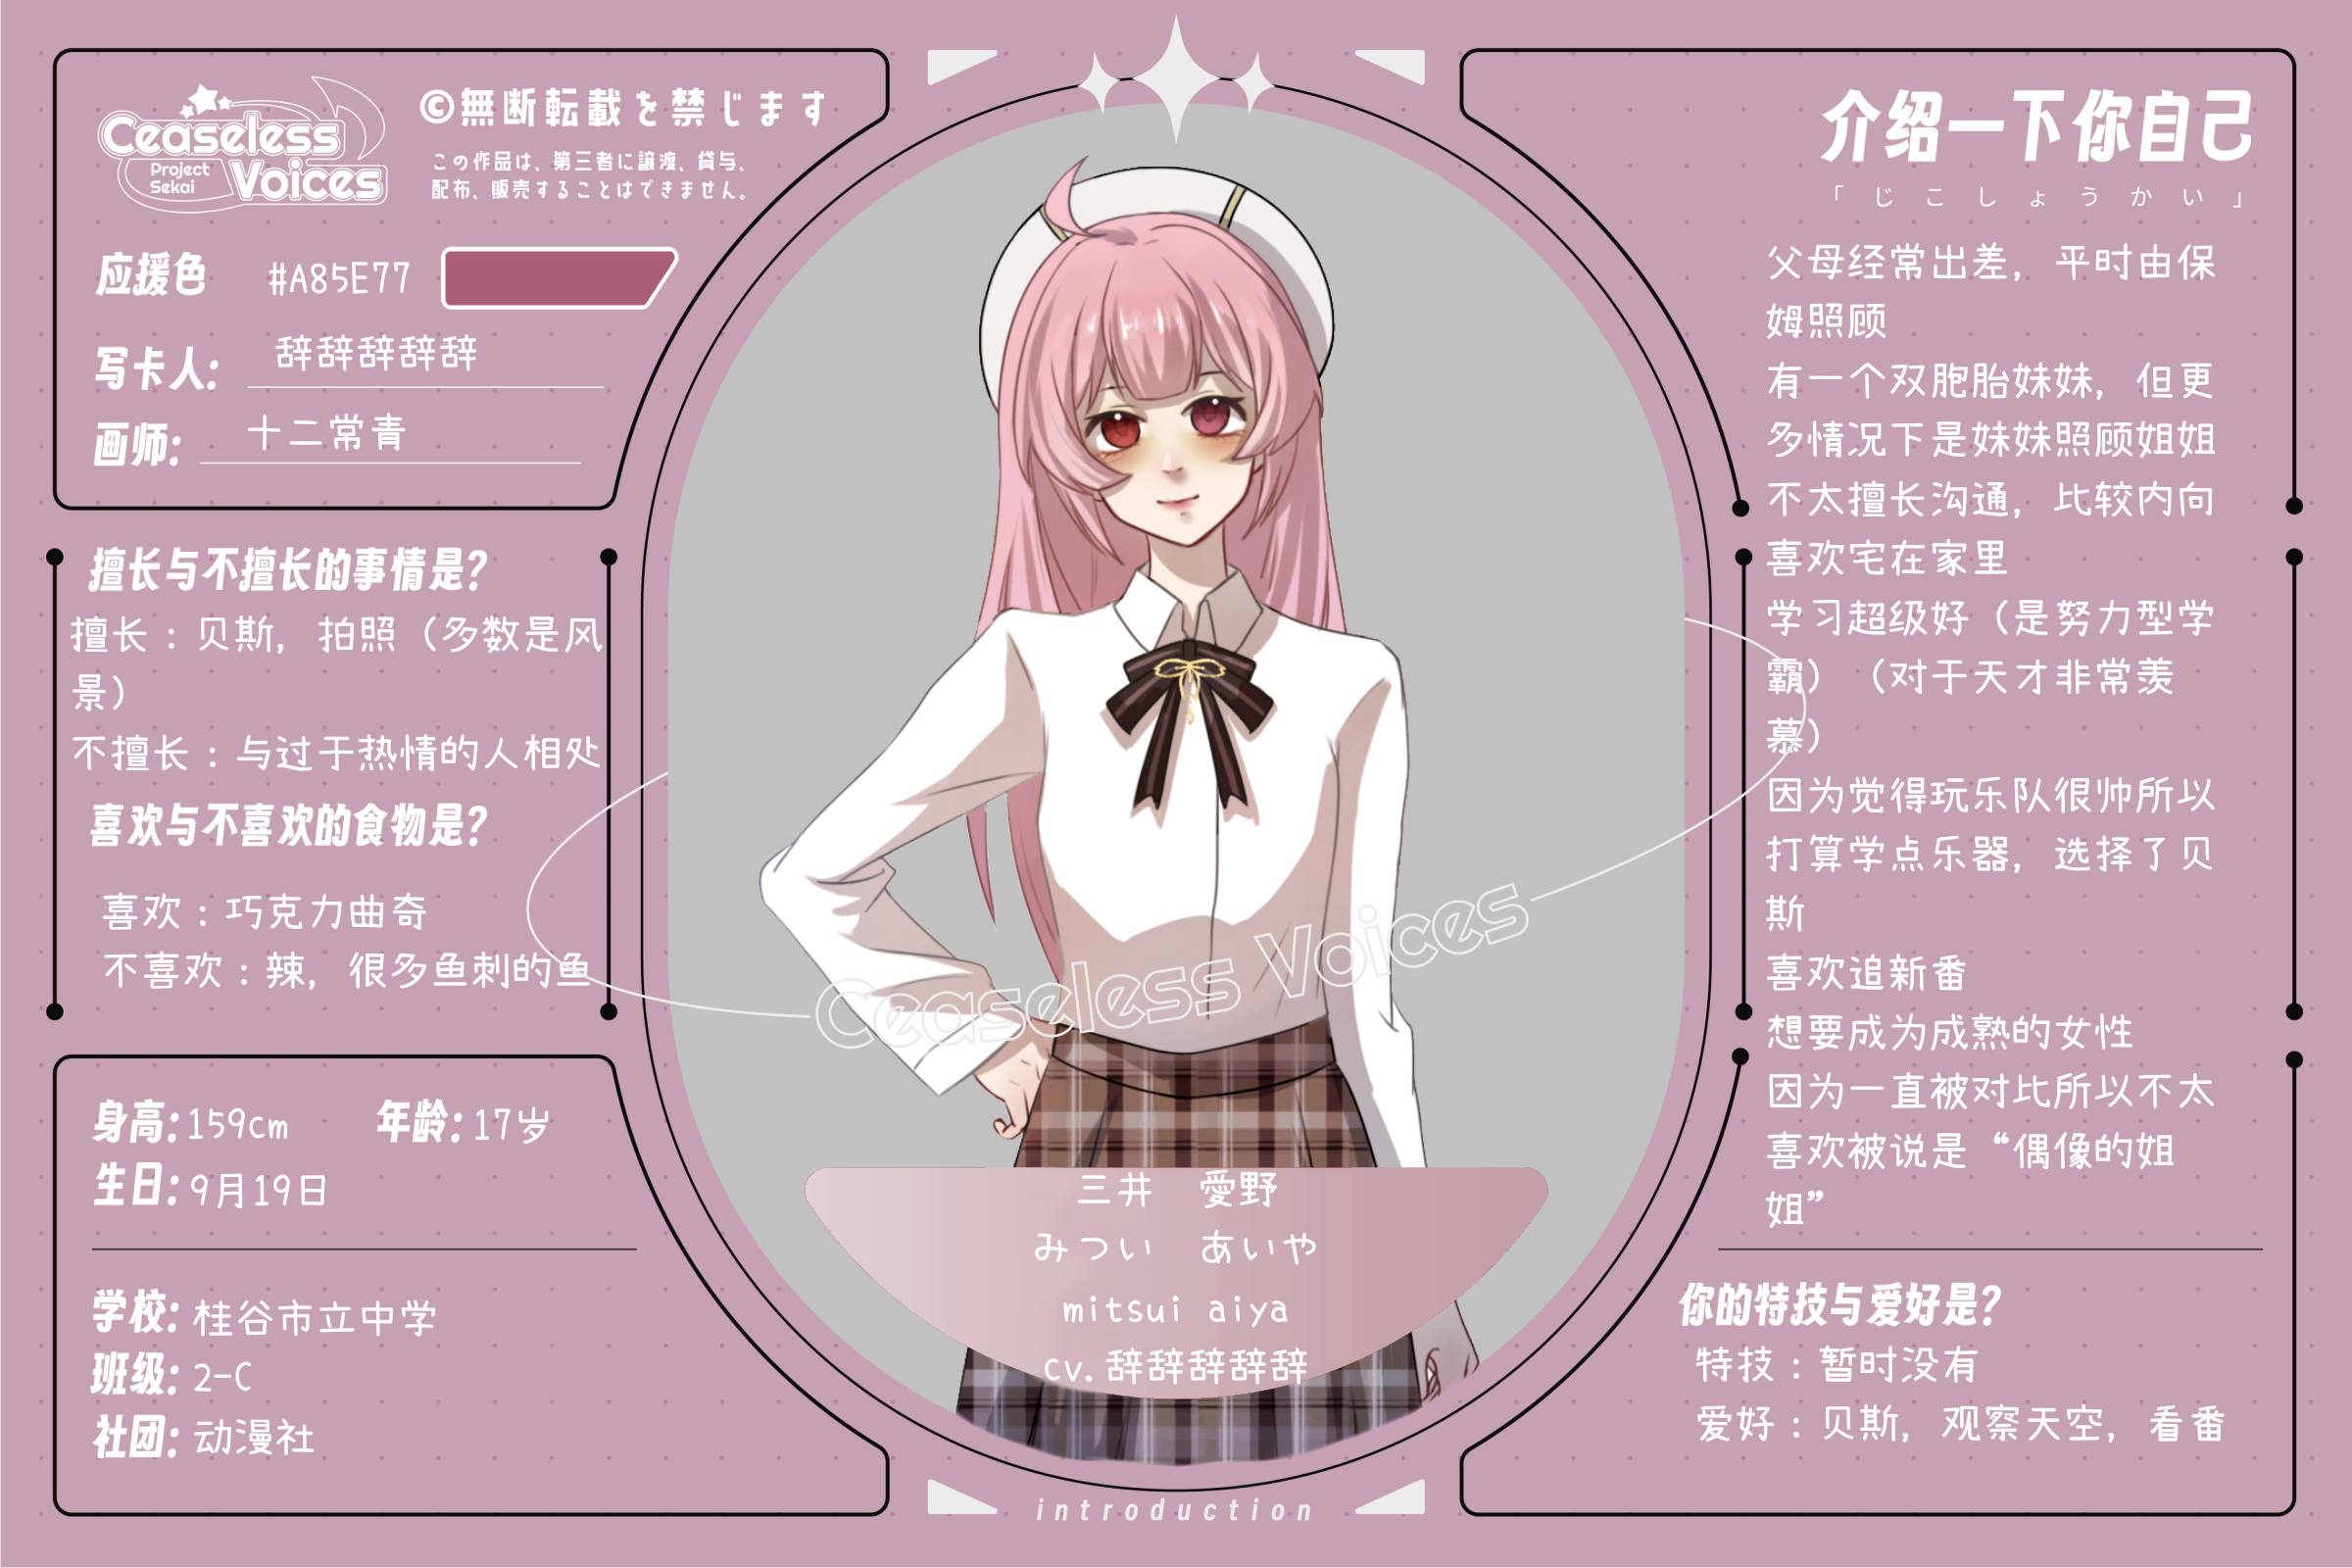 Ceaseless
Project
Sekai
Voices
©無断転載を禁じます
この作品は、第三者に譲渡、貸与、
配布、販売することはできません。
应援色 #A85E77
写卡人: 辞辞辞辞辞
画师: 十二常青
擅长与不擅长的事情是?
擅长：贝斯，拍照（多数是风
景）
不擅长：与过于热情的人相处
喜欢与不喜欢的食物是?
喜欢：巧克力曲奇
不喜欢：辣，很多鱼刺的鱼
身高: 159cm 年龄: 17岁
生日: 9月19日
学校: 桂谷市立中学
班级: 2-C
社团: 动漫社
Ceaseless Voices
三井 愛野
みつい あいや
mitsui aiya
cv.辞辞辞辞辞
introduction
介绍一下你自己
「じこしょうかい」
父母经常出差，平时由保
姆照顾
有一个双胞胎妹妹，但更
多情况下是妹妹照顾姐姐
不太擅长沟通，比较内向
喜欢宅在家里
学习超级好（是努力型学
霸）（对于天才非常羡
慕）
因为觉得玩乐队很帅所以
打算学点乐器，选择了贝
斯
喜欢追新番
想要成为成熟的女性
因为一直被对比所以不太
喜欢被说是“偶像的姐
姐”
你的特技与爱好是?
特技：暂时没有
爱好：贝斯，观察天空，看番